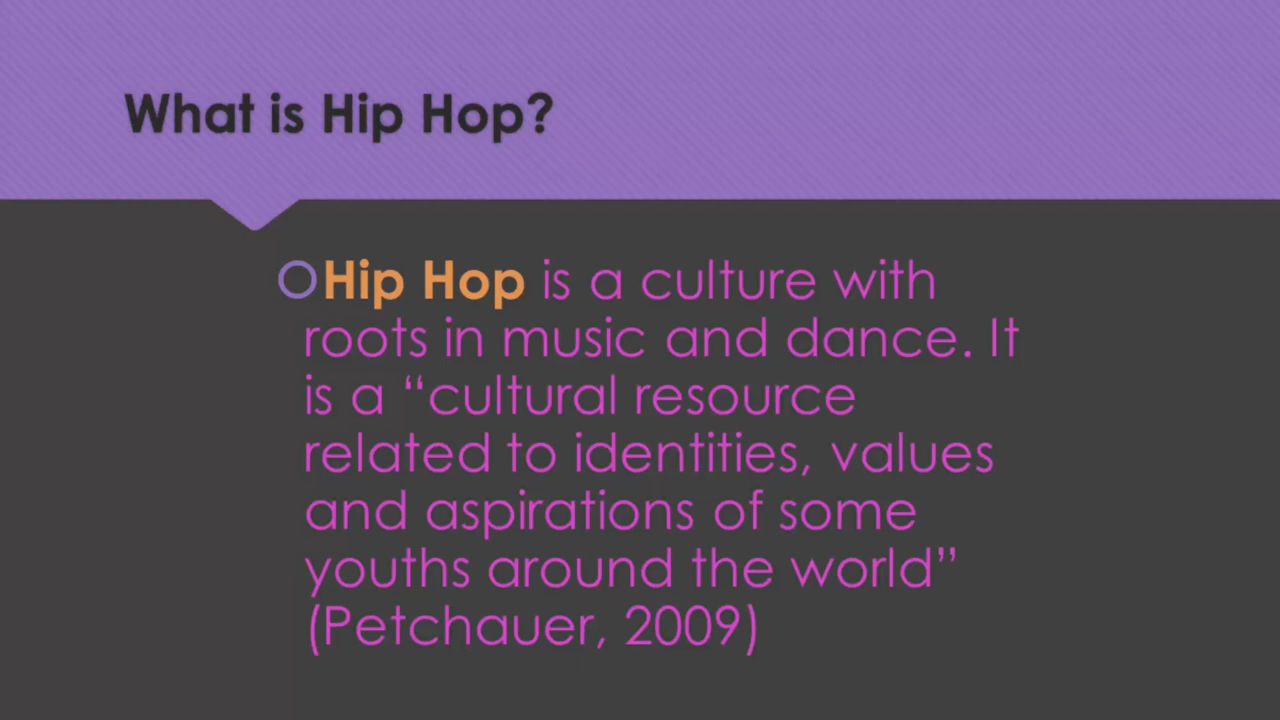 What is Hip Hop?
Hip Hop is a culture with
roots in music and dance. It
is a “cultural resource
related to identities, values
and aspirations of some
youths around the world”
(Petchauer, 2009)